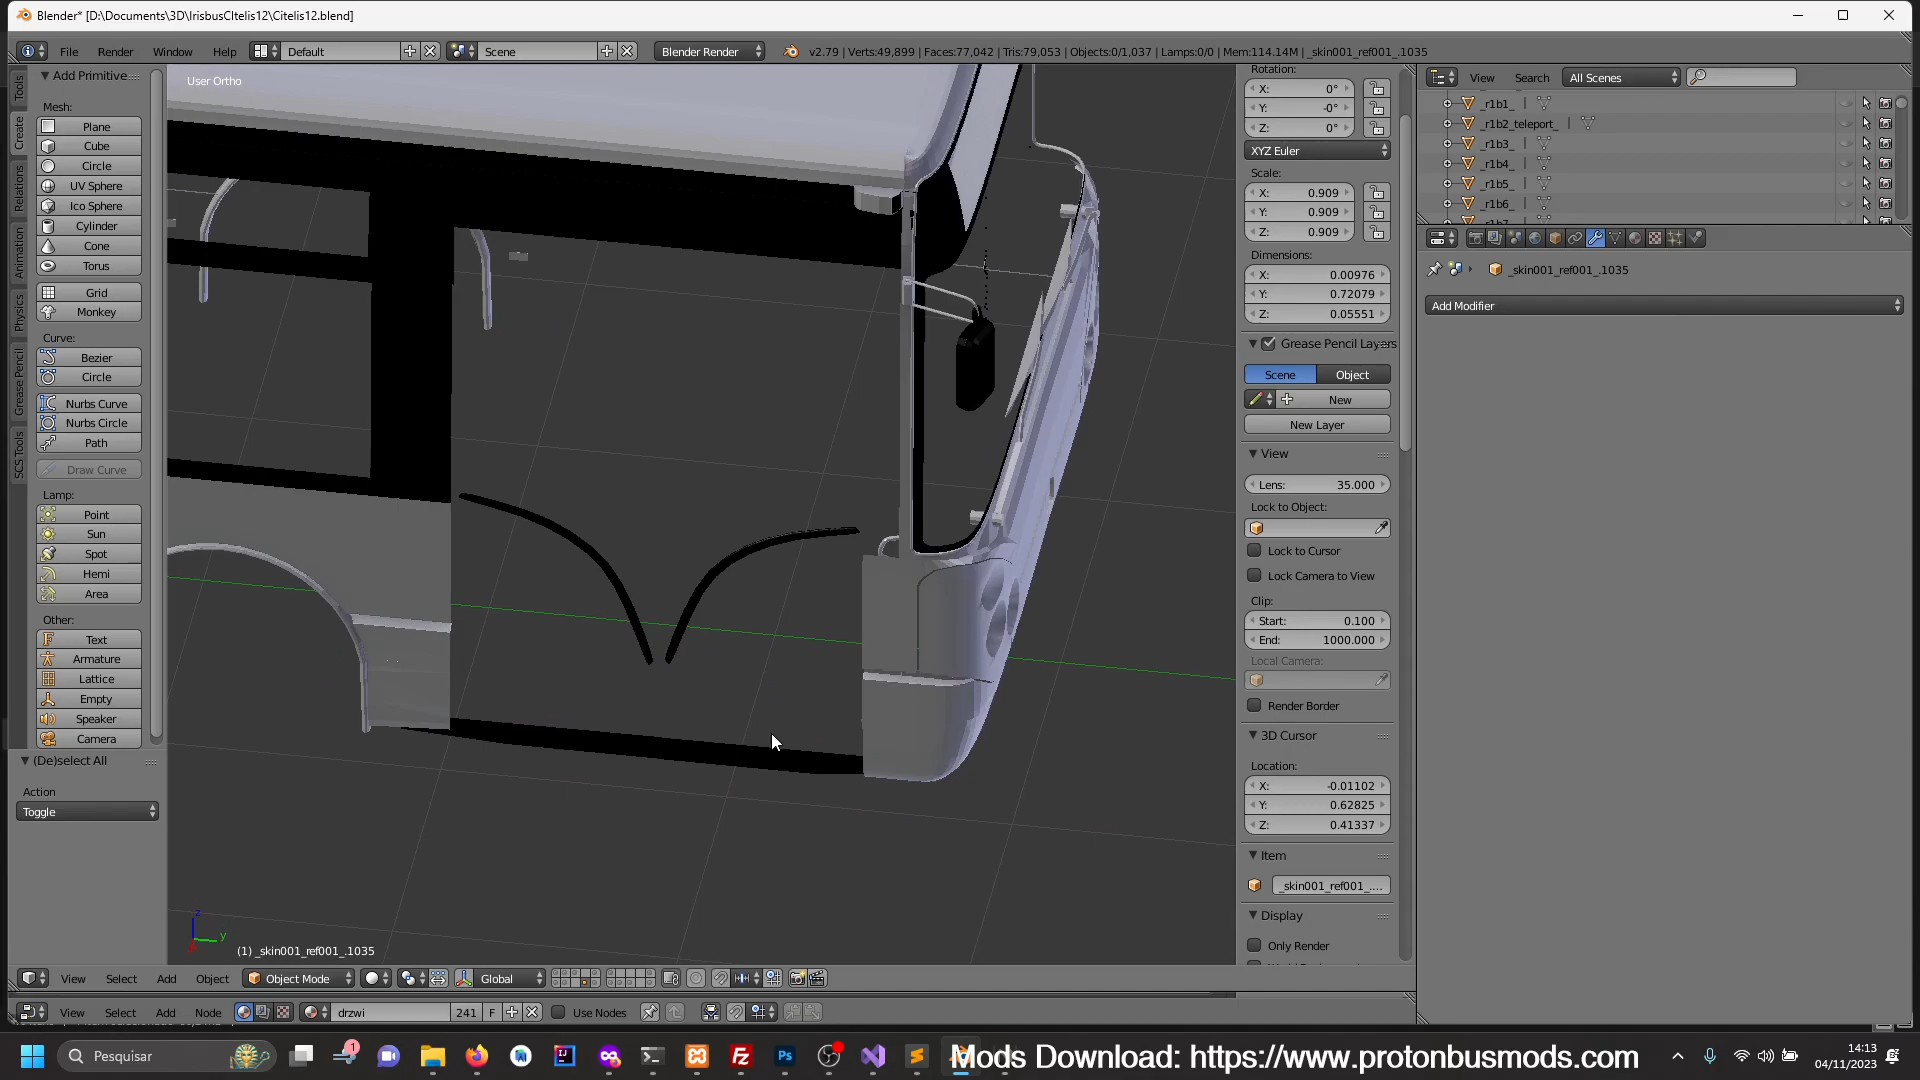 Blender* [D:\Documents\3D\IrisbusCItelis12\Citelis12.blend]
File Render Window Help Default Scene Blender Render v2.79 | Verts:49,899 | Faces:77,042 | Tris:79,053 | Objects:0/1,037 | Lamps:0/0 | Mem:114.14M | _skin001_ref001_.1035
Tools
Create
Relations
Animation
Physics
Grease Pencil
SCS Tools
Add Primitive
Mesh:
Plane
Cube
Circle
UV Sphere
Ico Sphere
Cylinder
Cone
Torus
Grid
Monkey
Curve:
Bezier
Circle
Nurbs Curve
Nurbs Circle
Path
Draw Curve
Lamp:
Point
Sun
Spot
Hemi
Area
Other:
Text
Armature
Lattice
Empty
Speaker
Camera
(De)select All
Action
Toggle
User Ortho
z
y
(1) _skin001_ref001_.1035
Rotation:
X: 0°
Y: -0°
Z: 0°
XYZ Euler
Scale:
X: 0.909
Y: 0.909
Z: 0.909
Dimensions:
X: 0.00976
Y: 0.72079
Z: 0.05551
Grease Pencil Layers
Scene Object
New
New Layer
View
Lens: 35.000
Lock to Object:
Lock to Cursor
Lock Camera to View
Clip:
Start: 0.100
End: 1000.000
Local Camera:
Render Border
3D Cursor
Location:
X: -0.01102
Y: 0.62825
Z: 0.41337
Item
_skin001_ref001_....
Display
Only Render
View Search All Scenes
_r1b1_
_r1b2_teleport_
_r1b3_
_r1b4_
_r1b5_
_r1b6_
_r1b7_
_skin001_ref001_.1035
Add Modifier
View Select Add Object Object Mode Global
View Select Add Node drzwi 241 F Use Nodes
Pesquisar
1
Mods Download: https://www.protonbusmods.com
14:13
04/11/2023